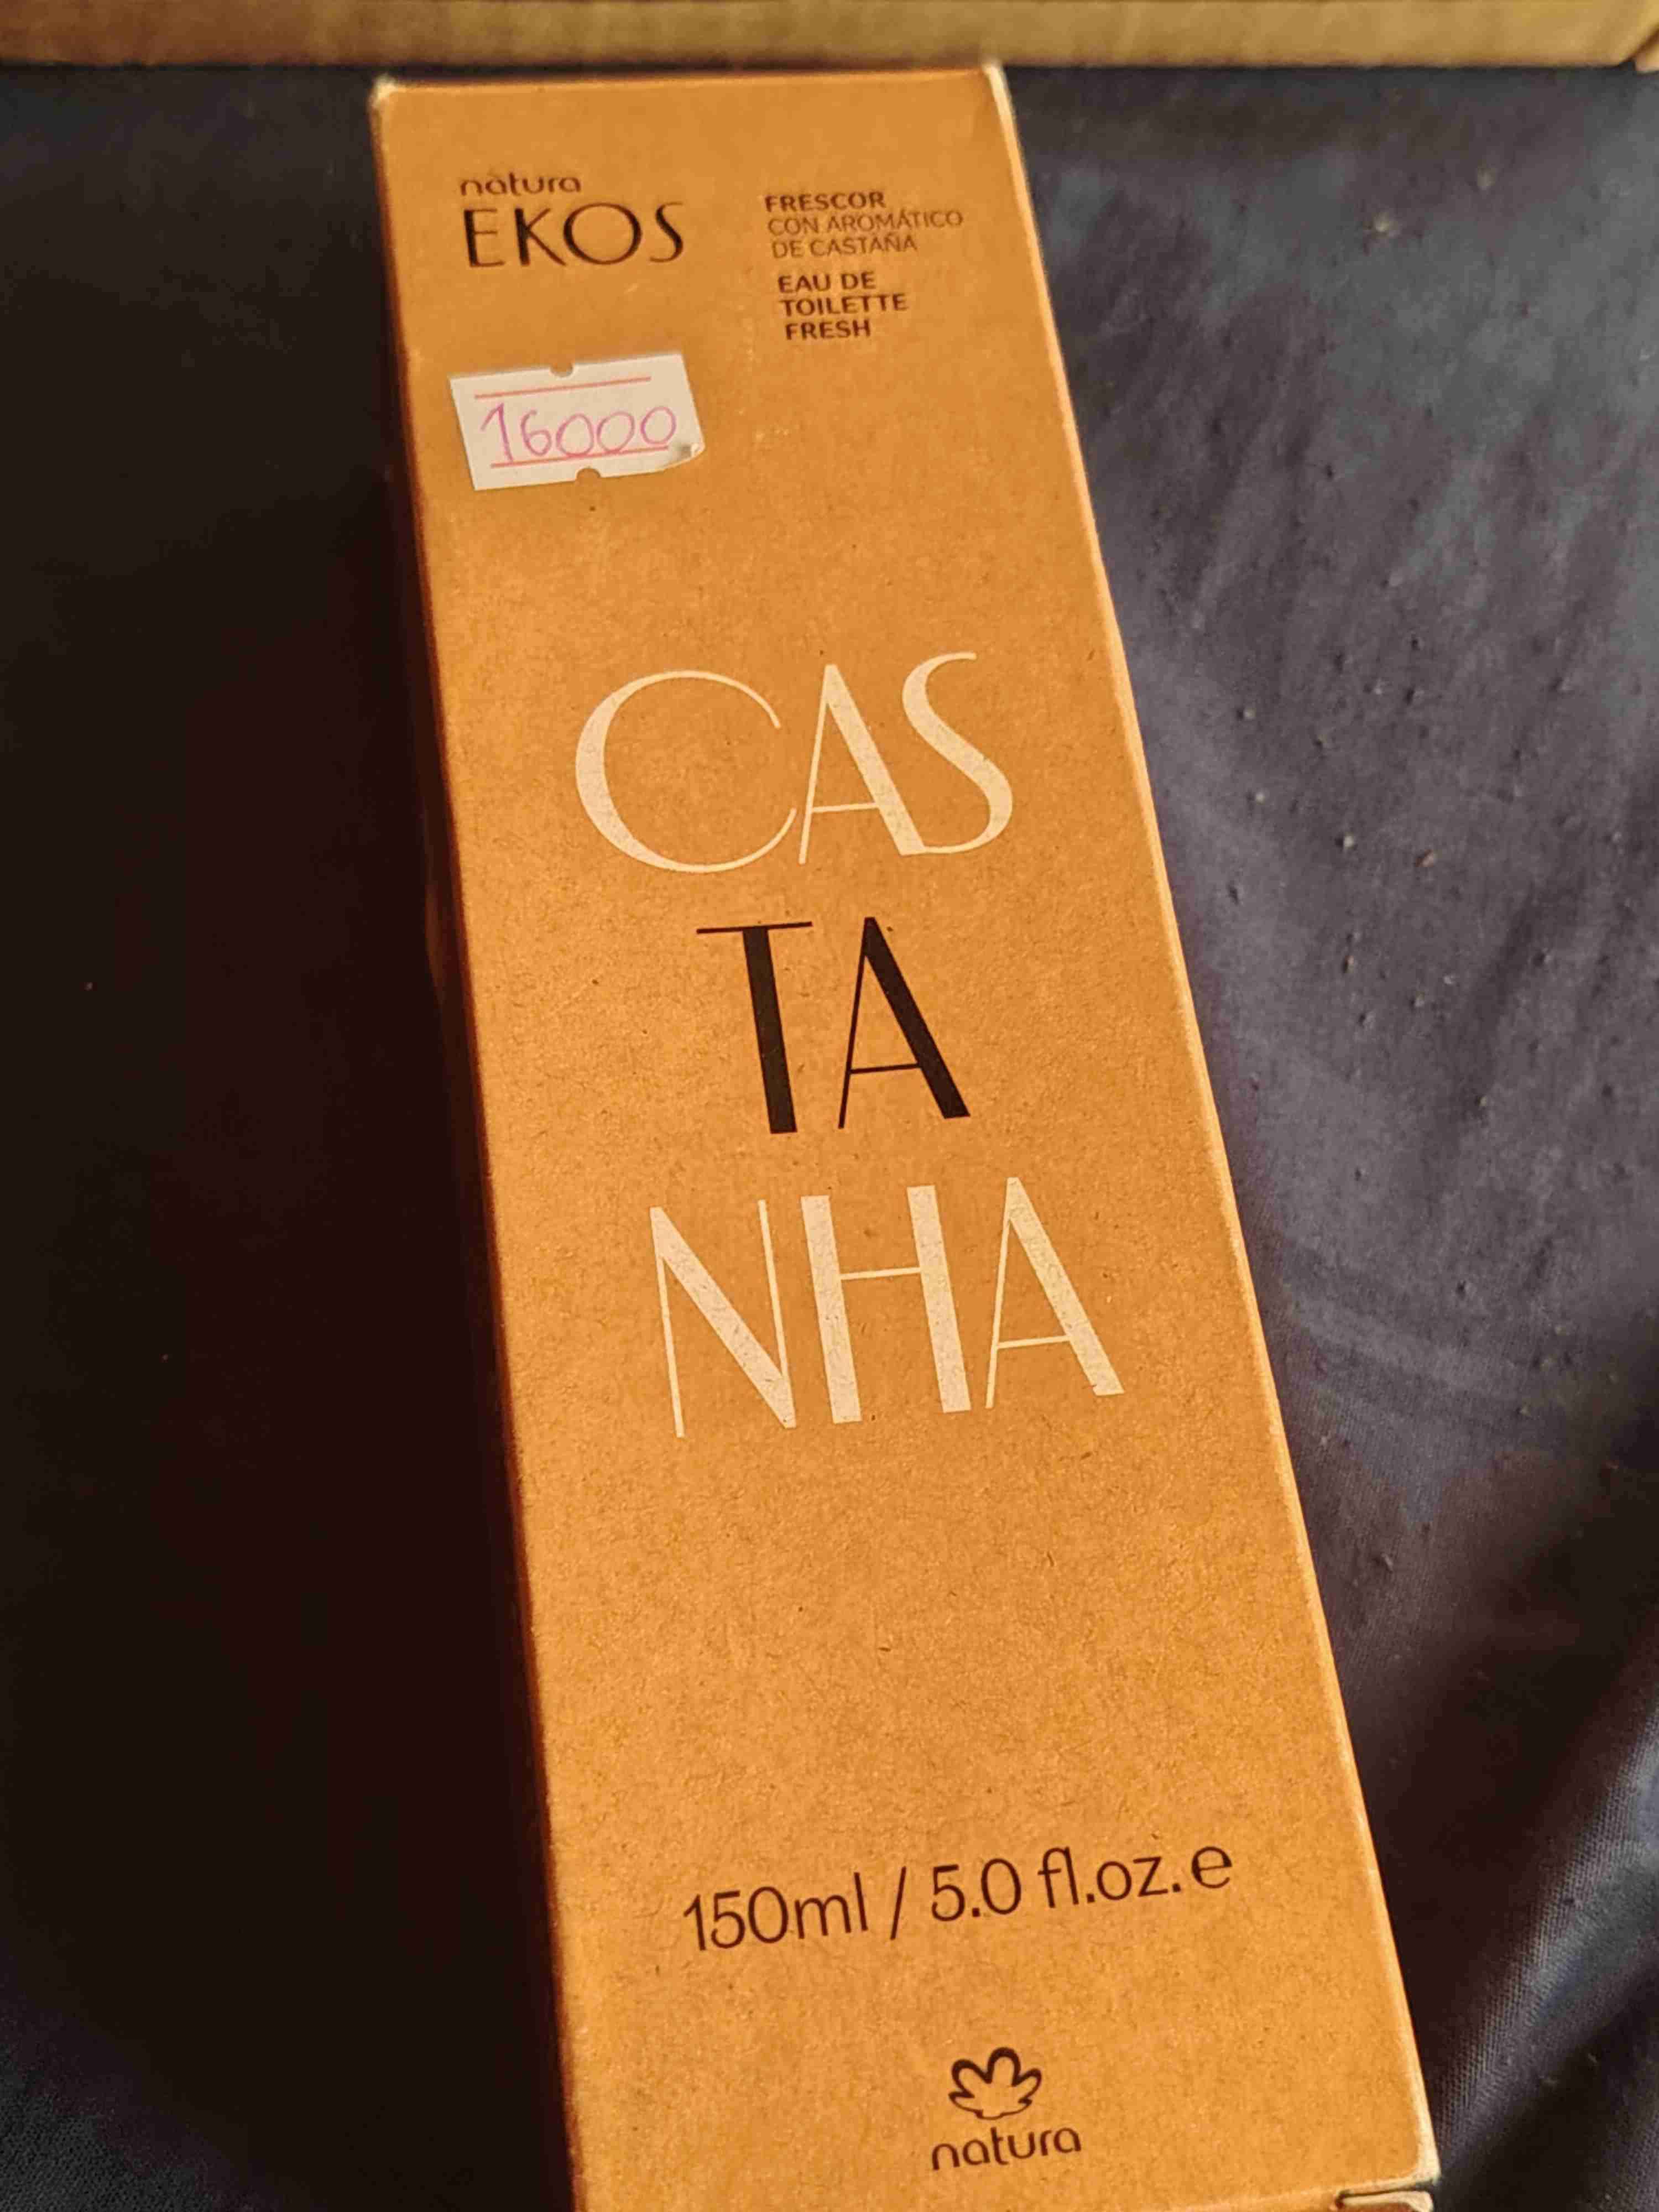 natura
EKOS
FRESCOR
CON AROMÁTICO
DE CASTAÑA
EAU DE
TOILETTE
FRESH
16000
CAS
TA
NHA
150ml / 5.0 fl.oz.e
natura